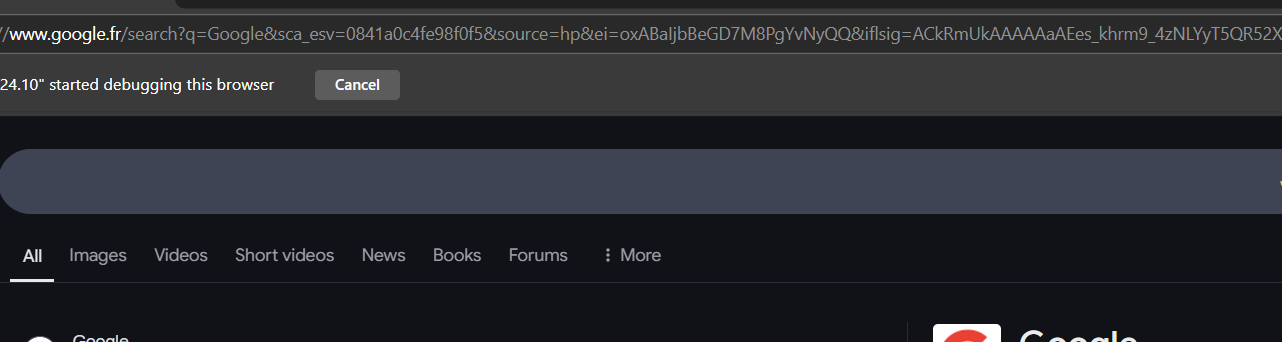 //www.google.fr/search?q=Google&sca_esv=0841a0c4fe98f0f5&source=hp&ei=oxABaIjbBeGD7M8PgYvNyQQ&iflsig=ACkRmUkAAAAAaAEes_khrm9_4zNLYyT5QR52X
24.10" started debugging this browser Cancel
All Images Videos Short videos News Books Forums More
Google Google